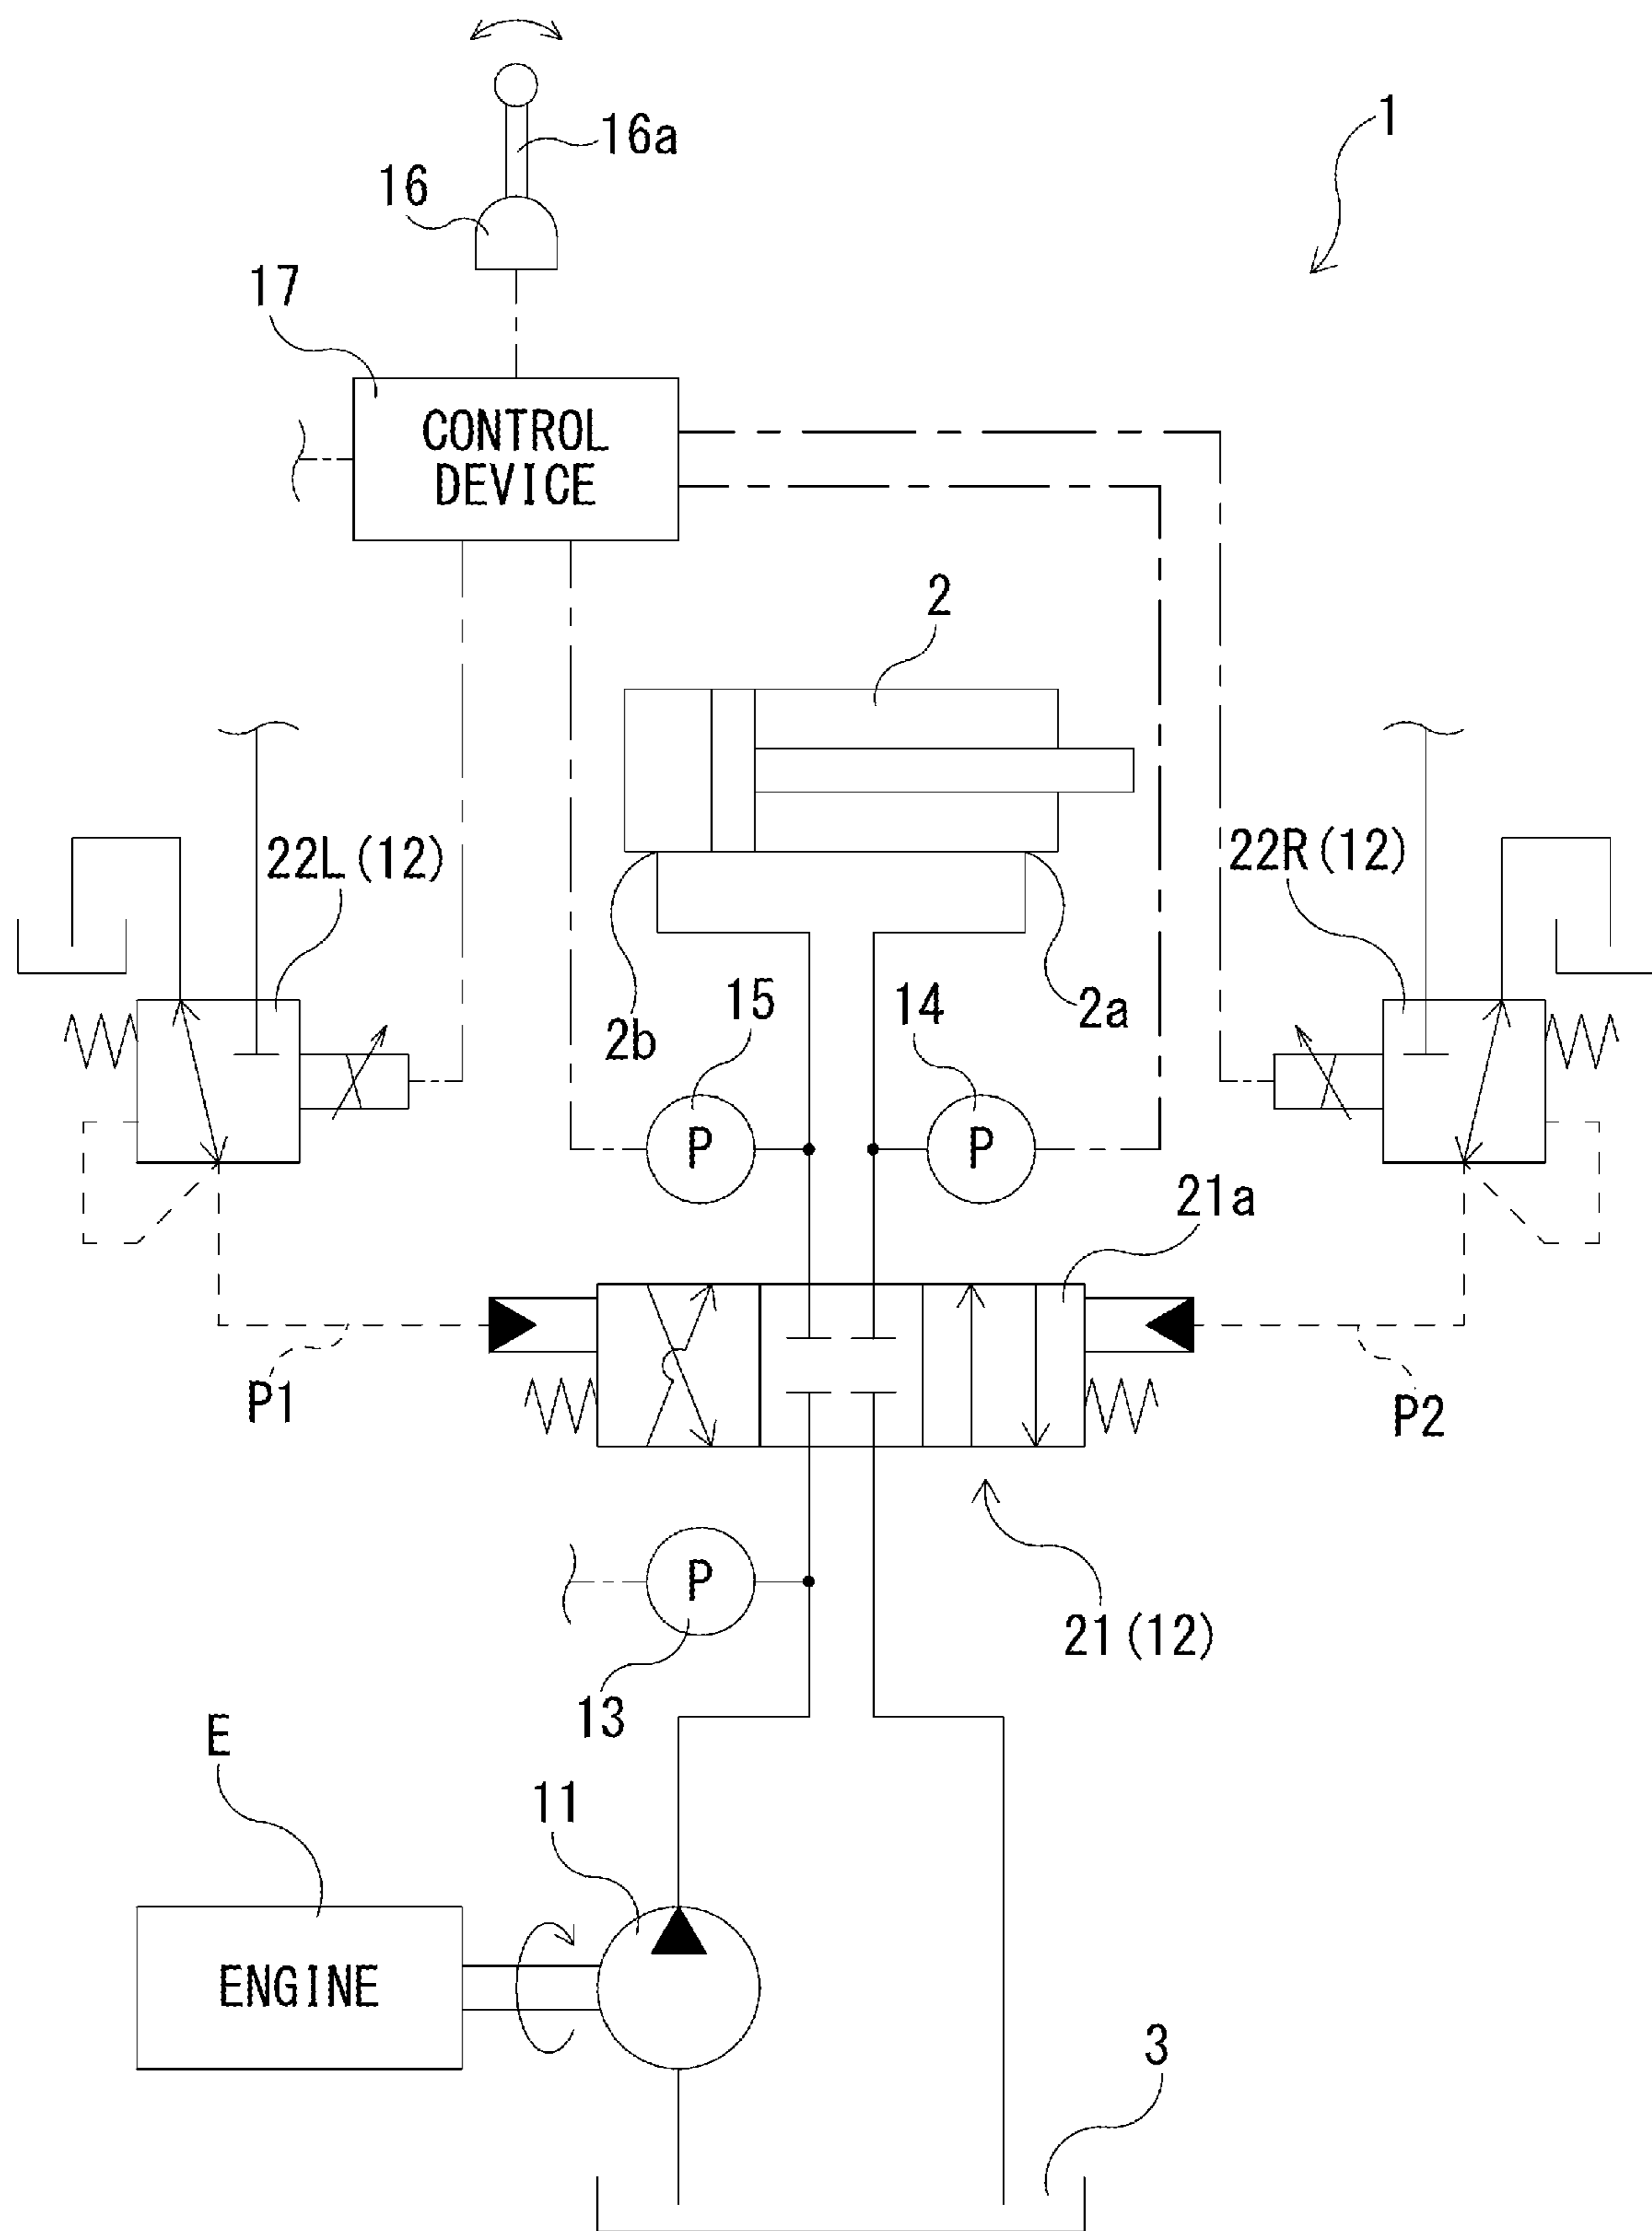 1
16a
16
17
CONTROL
DEVICE
2
22L(12)
22R(12)
15
14
2a
2b
P
P
21a
P1
P2
P
21(12)
13
E
11
ENGINE
3